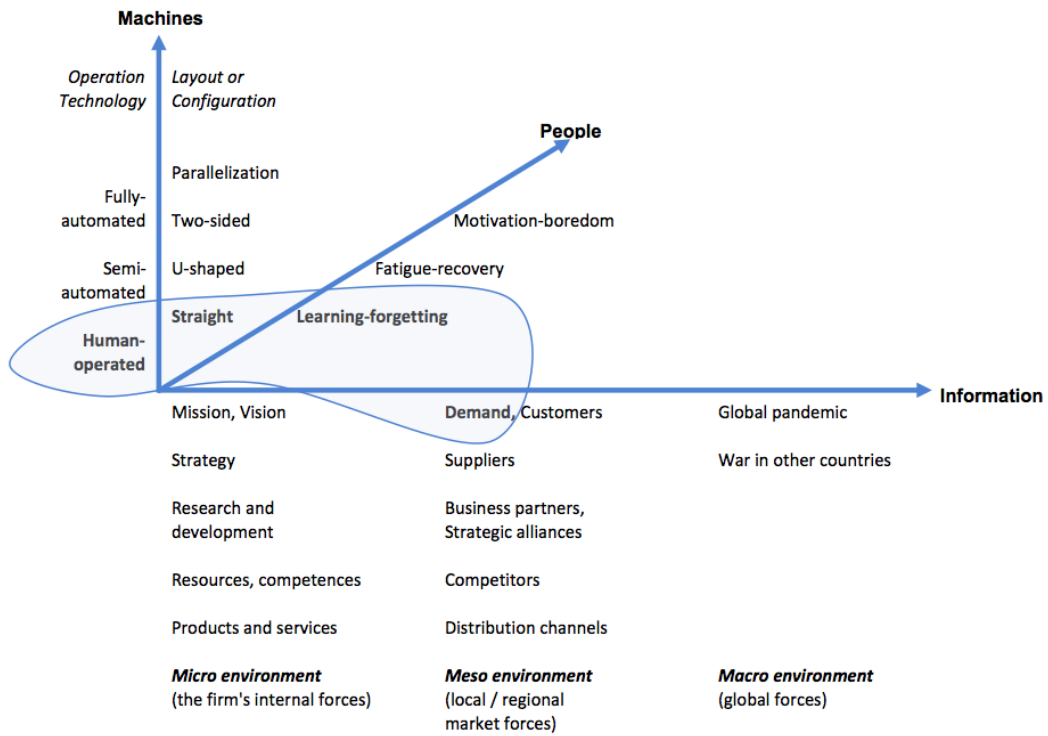 Machines
Operation
Technology
Layout or
Configuration
People
Parallelization
Fully-
automated
Two-sided
Motivation-boredom
Semi-
automated
U-shaped
Fatigue-recovery
Straight
Learning-forgetting
Human-
operated
Information
Mission, Vision
Demand, Customers
Global pandemic
Strategy
Suppliers
War in other countries
Research and
development
Business partners,
Strategic alliances
Resources, competences
Competitors
Products and services
Distribution channels
Micro environment
(the firm's internal forces)
Meso environment
(local / regional
market forces)
Macro environment
(global forces)